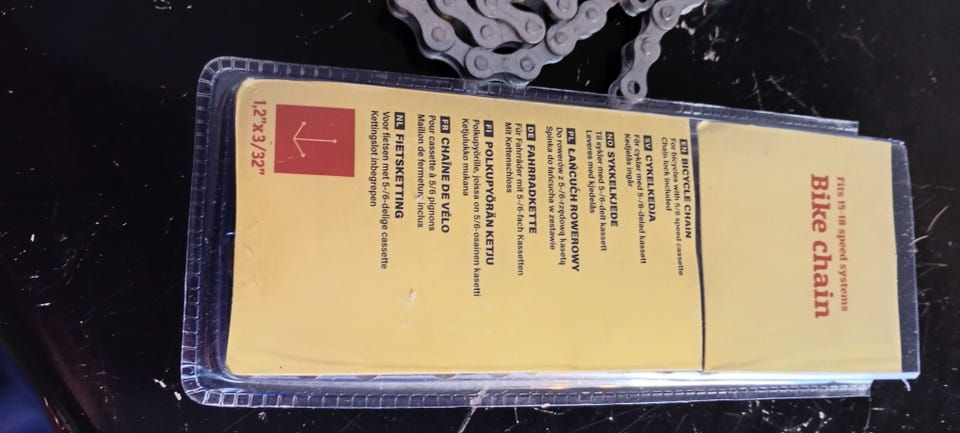 Fits 15-18 speed systems
Bike chain
EN BICYCLE CHAIN
For bicycles with 5/6 speed cassette
Chain lock included
SV CYKELKEDJA
För cyklar med 5-/6-delad kassett
Kedjelås ingår
NO SYKKELKJEDE
Til sykler med 5-/6-delt kassett
Leveres med kjedelås
PL ŁAŃCUCH ROWEROWY
Do rowerów z 5-/6-rzędową kasetą
Spinka do łańcucha w zestawie
DE FAHRRADKETTE
Für Fahrräder mit 5-/6-fach Kassetten
Mit Kettenschloss
FI POLKUPYÖRÄN KETJU
Polkupyörille, joissa on 5/6-osainen kasetti
Ketjulukko mukana
FR CHAÎNE DE VÉLO
Pour cassette à 5/6 pignons
Maillon de fermeture inclus
NL FIETSKETTING
Voor fietsen met 5-/6-delige cassette
Kettingslot inbegrepen
1,2"x3/32"